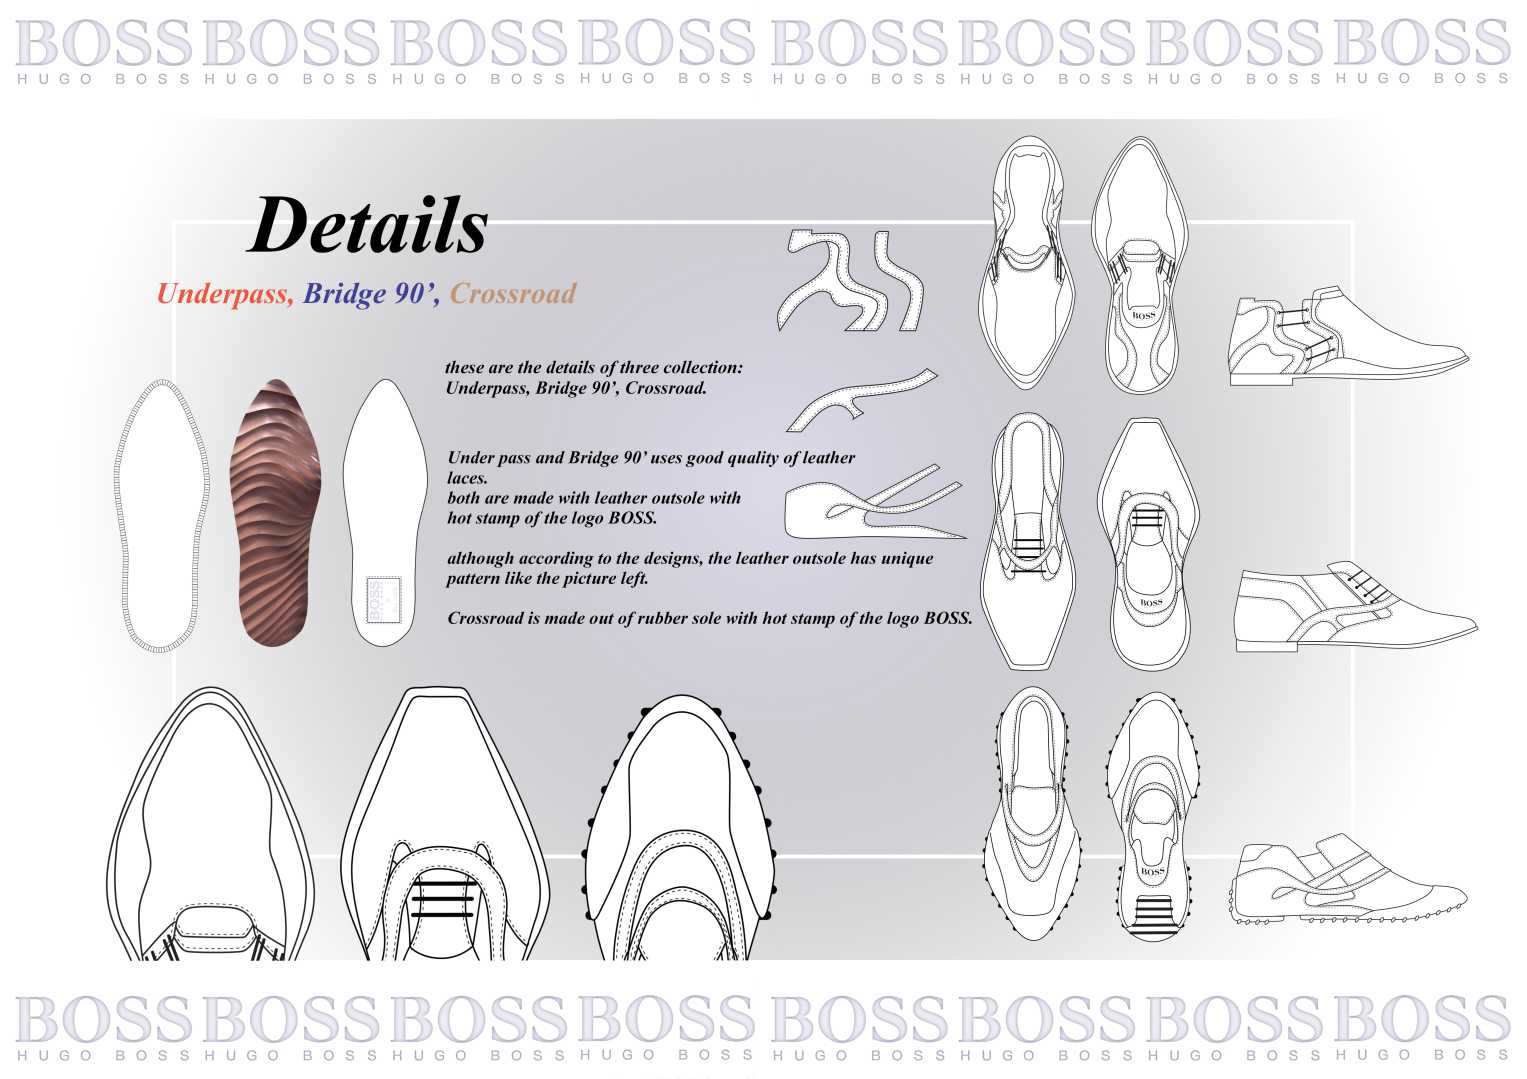 BOSS BOSS BOSS BOSS BOSS BOSS BOSS BOSS
HUGO BOSS HUGO BOSS HUGO BOSS HUGO BOSS HUGO BOSS HUGO BOSS HUGO BOSS HUGO BOSS
Details
Underpass, Bridge 90’, Crossroad
these are the details of three collection:
Underpass, Bridge 90’, Crossroad.
Under pass and Bridge 90’ uses good quality of leather
laces.
both are made with leather outsole with
hot stamp of the logo BOSS.
although according to the designs, the leather outsole has unique
pattern like the picture left.
Crossroad is made out of rubber sole with hot stamp of the logo BOSS.
BOSS
BOSS
BOSS
BOSS
BOSS BOSS BOSS BOSS BOSS BOSS BOSS BOSS
HUGO BOSS HUGO BOSS HUGO BOSS HUGO BOSS HUGO BOSS HUGO BOSS HUGO BOSS HUGO BOSS